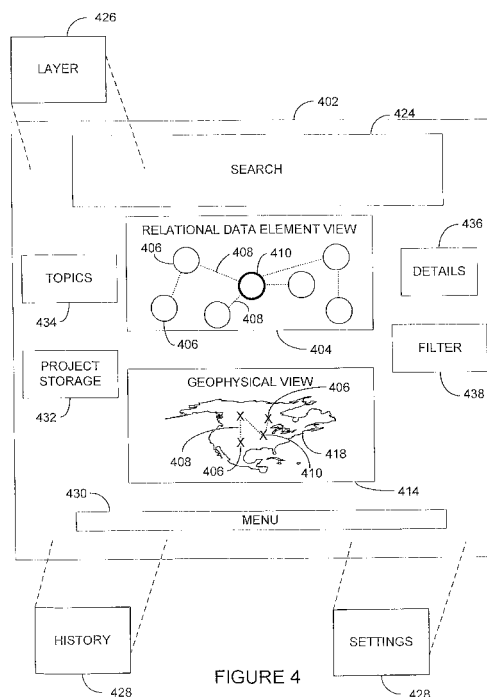 426
LAYER
402
424
SEARCH
RELATIONAL DATA ELEMENT VIEW
406
408
410
436
TOPICS
DETAILS
434
406
408
404
FILTER
438
PROJECT
STORAGE
432
GEOPHYSICAL VIEW
406
X
X
408
X
X
406
410
418
414
430
MENU
HISTORY
428
SETTINGS
428
FIGURE 4